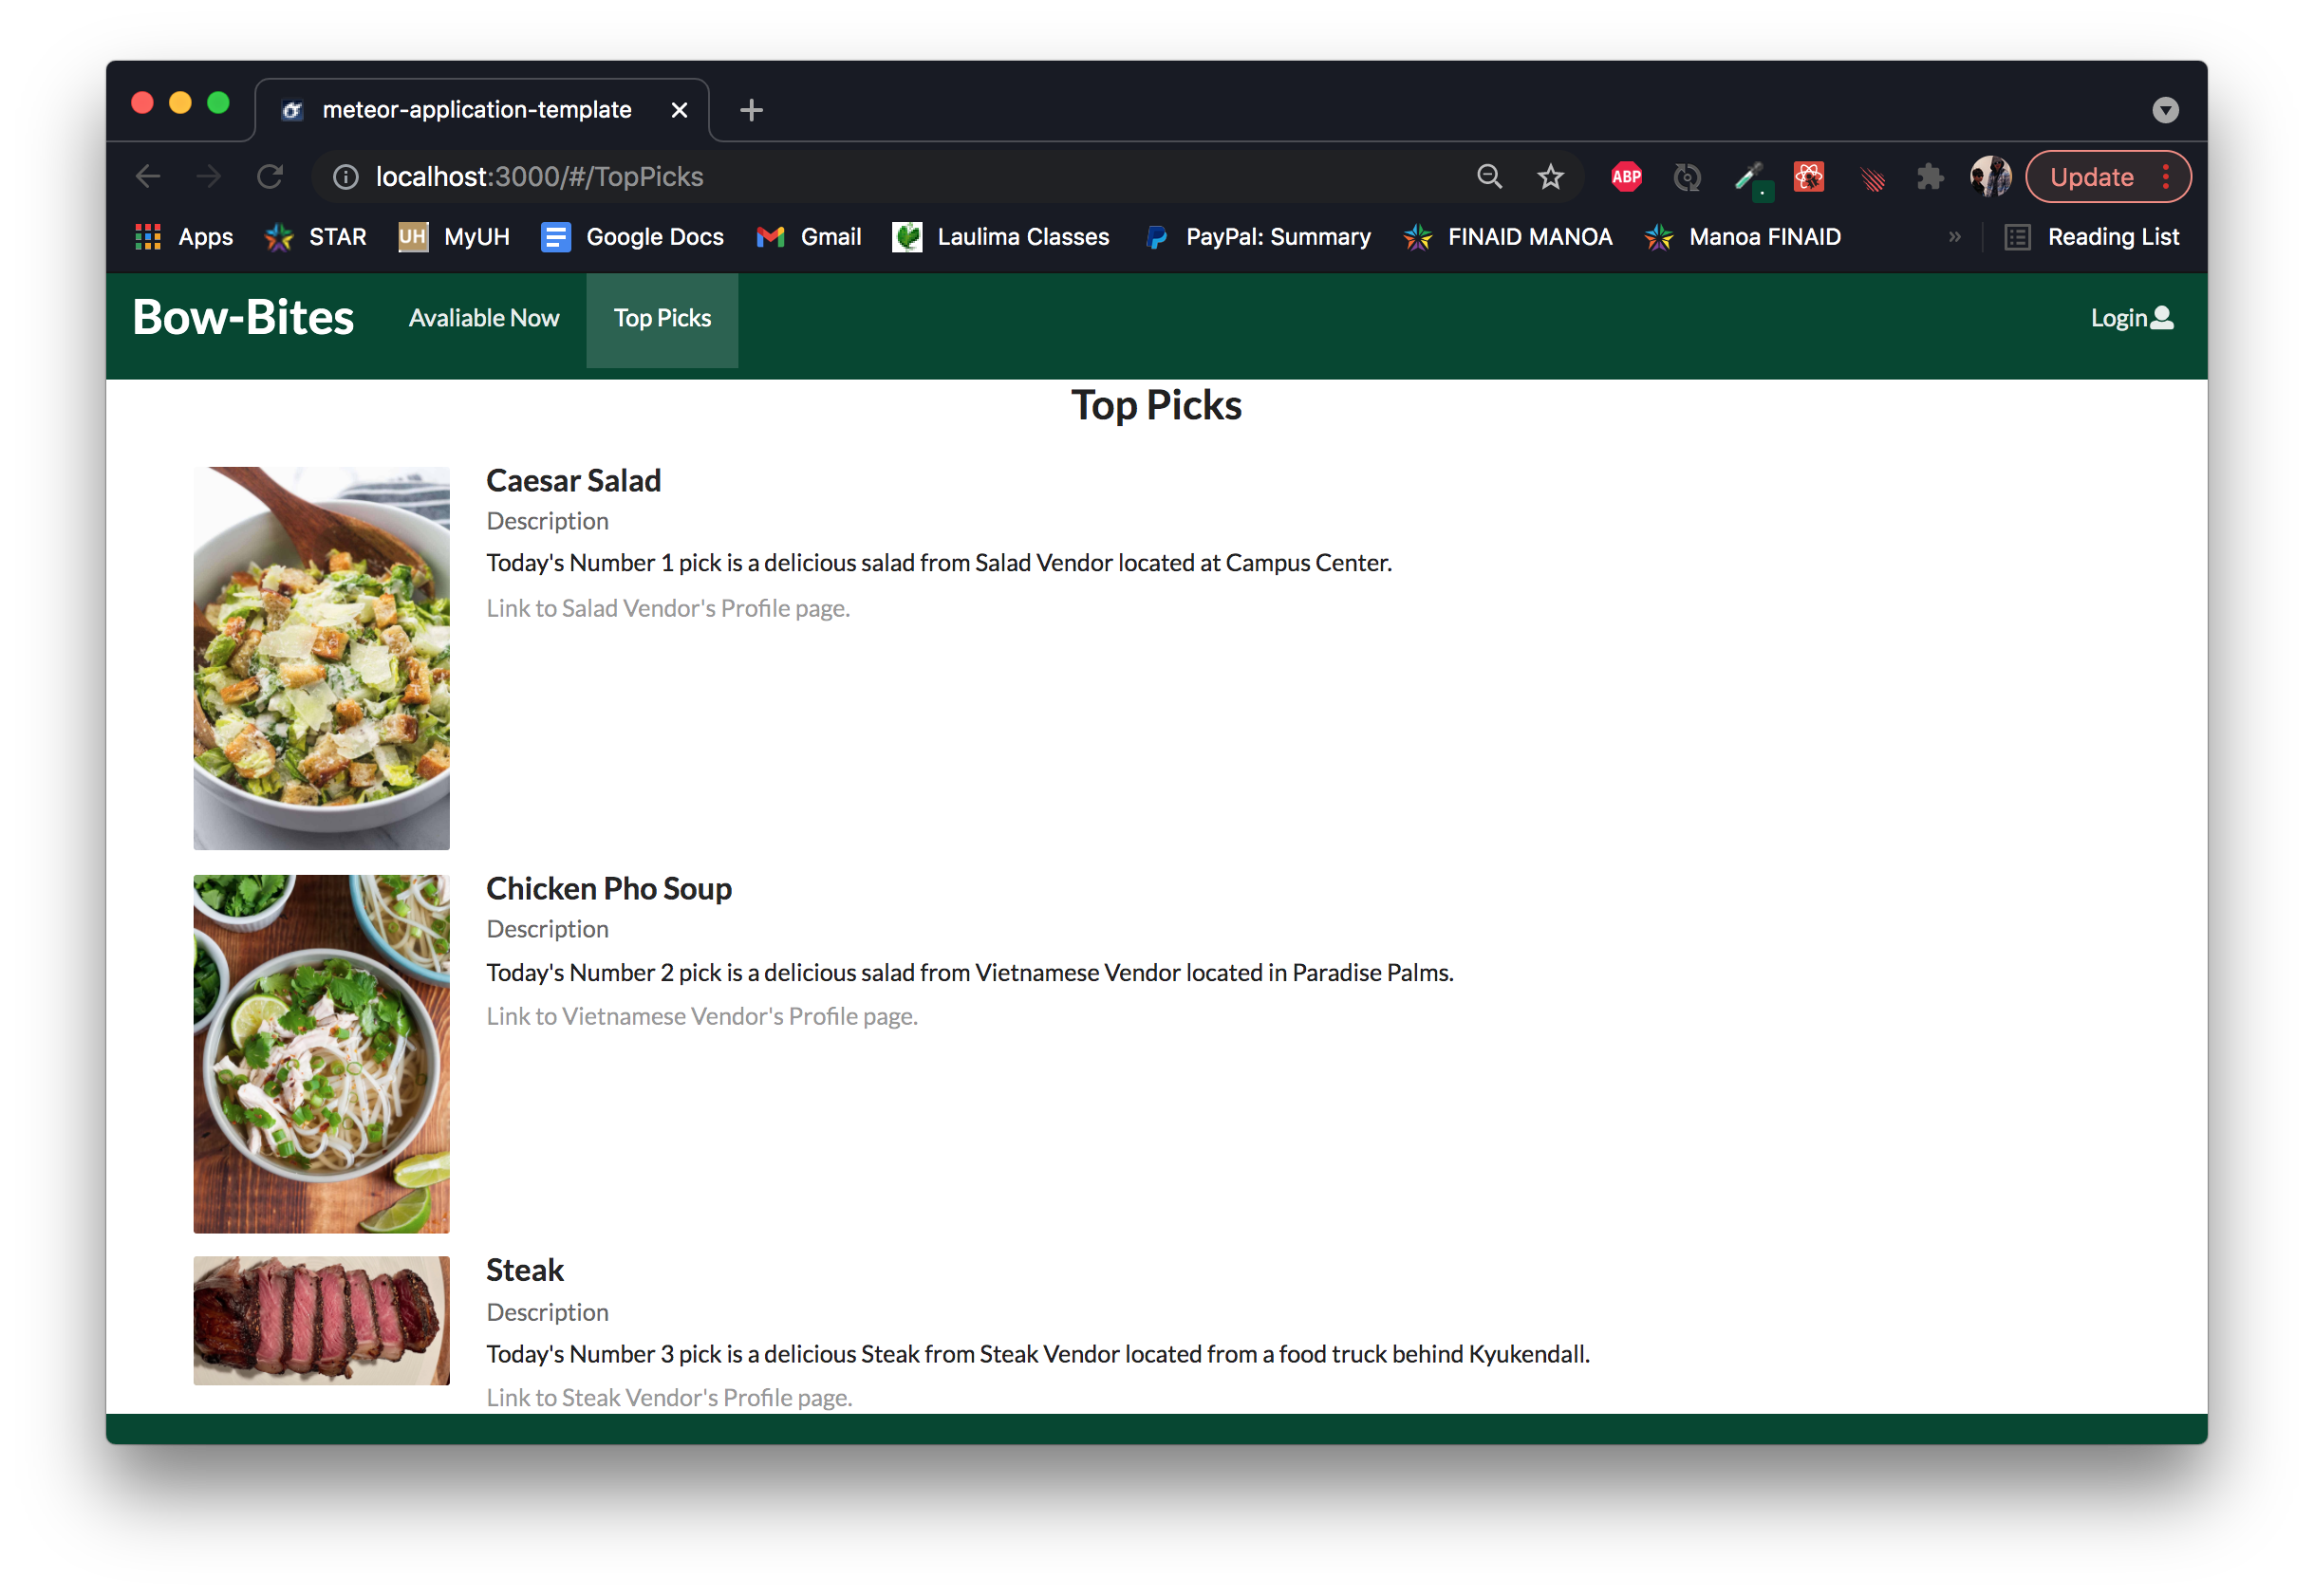 meteor-application-template
localhost:3000/#/TopPicks
ABP
Update
Apps
STAR
UH
MyUH
Google Docs
Gmail
Laulima Classes
PayPal: Summary
FINAID MANOA
Manoa FINAID
»
Reading List
Bow-Bites
Avaliable Now
Top Picks
Login
Top Picks
Caesar Salad
Description
Today's Number 1 pick is a delicious salad from Salad Vendor located at Campus Center.
Link to Salad Vendor's Profile page.
Chicken Pho Soup
Description
Today's Number 2 pick is a delicious salad from Vietnamese Vendor located in Paradise Palms.
Link to Vietnamese Vendor's Profile page.
Steak
Description
Today's Number 3 pick is a delicious Steak from Steak Vendor located from a food truck behind Kyukendall.
Link to Steak Vendor's Profile page.